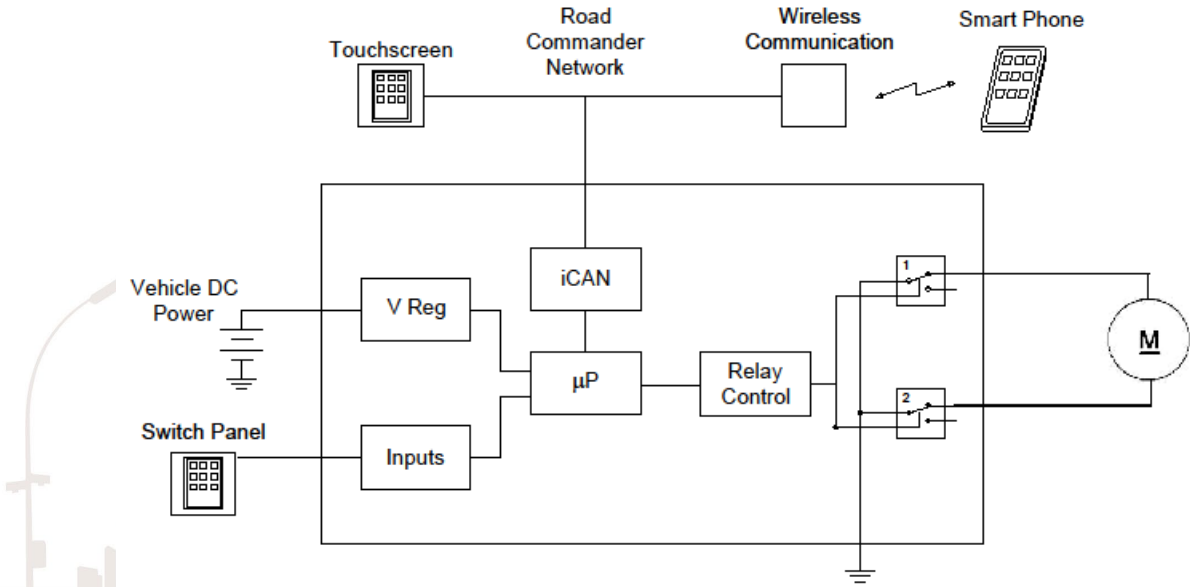 Road
Commander
Network
Wireless
Communication
Smart Phone
Touchscreen
iCAN
1
Vehicle DC
Power
V Reg
M
µP
Relay
Control
2
Switch Panel
Inputs